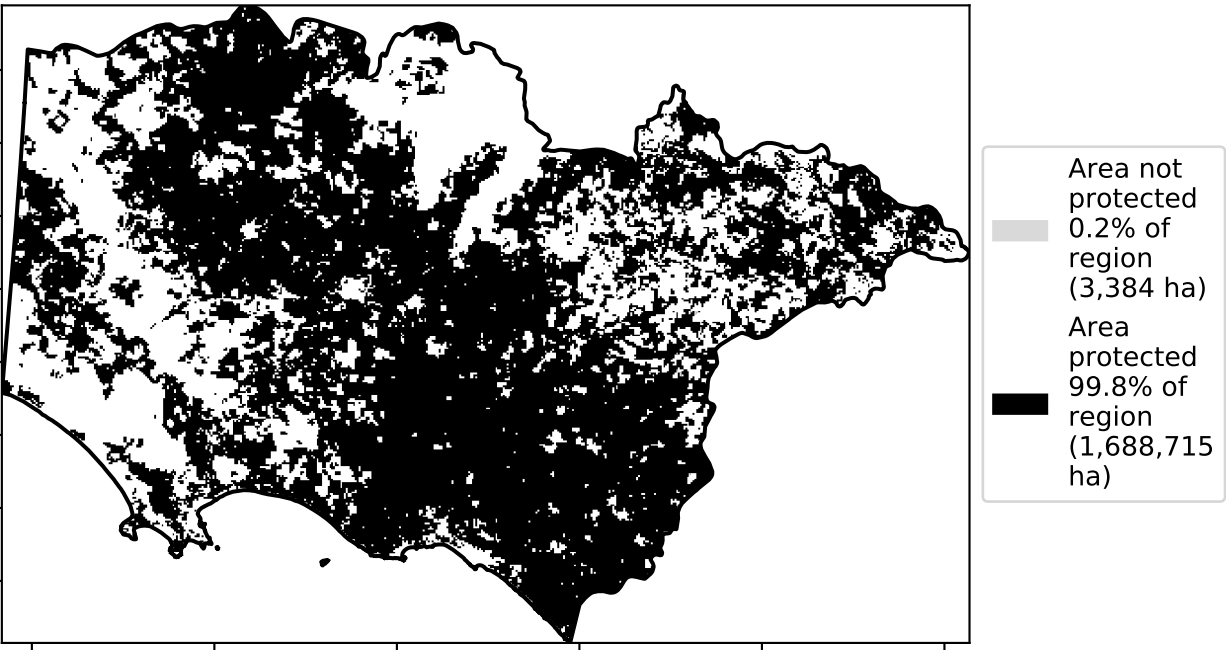 Area not
protected
0.2% of
region
(3,384 ha)
Area
protected
99.8% of
region
(1,688,715
ha)